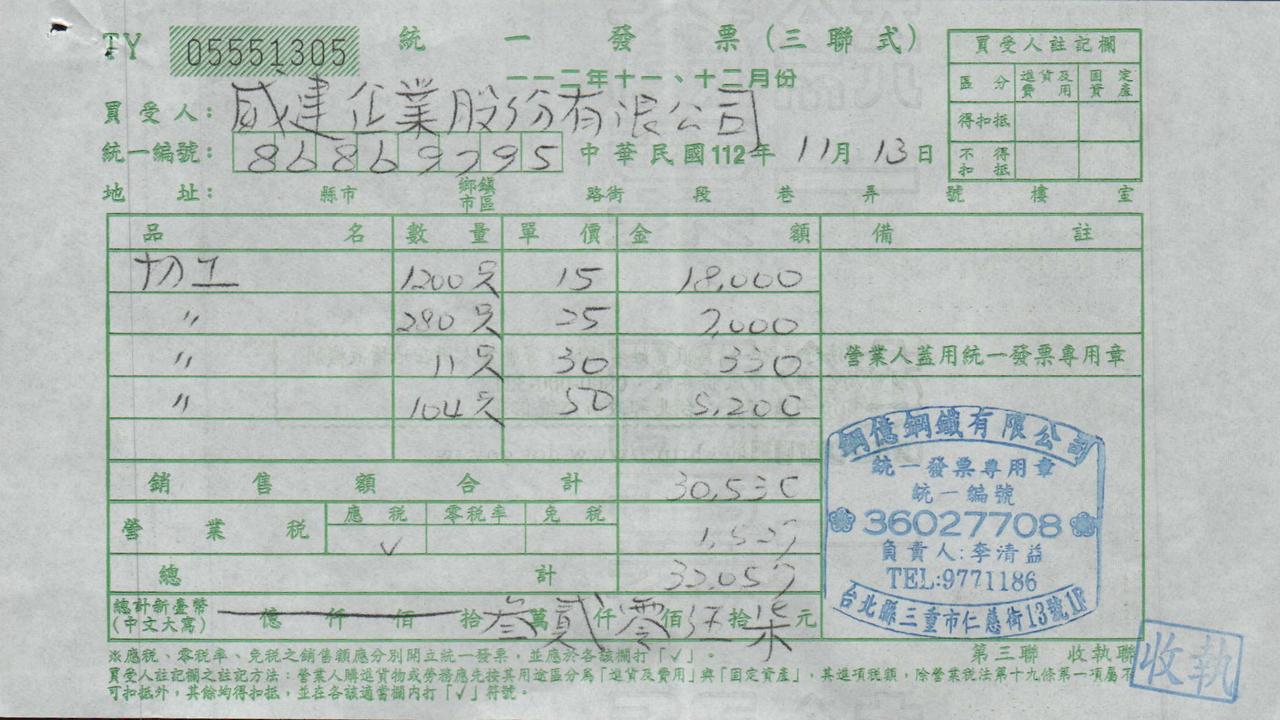 TY 05551305 統一發票(三聯式)
一一二年十一、十二月份
買受人: 威建企業股份有限公司
統一編號: 86869795 中華民國112年 11月 13日
地址: 縣市 鄉鎮市區 路街 段 巷 弄 號 樓 室
買受人註記欄
區分 進貨及費用 固定資產
得扣抵
不得扣抵
品名 數量 單價 金額 備註
切工 1200只 15 18,000
〃 280只 25 7,000
〃 11只 30 330
〃 104只 50 5,200
營業人蓋用統一發票專用章
銷售額合計 30,530
營業稅 應稅 零稅率 免稅
✓ 1,527
總計 32,057
總計新臺幣(中文大寫) 億 仟 佰 拾 叁萬 貳仟 零佰 伍拾 柒元
鋼億鋼鐵有限公司
統一發票專用章
統一編號
36027708
負責人:李清益
TEL:9771186
台北縣三重市仁慈街13號1F
※應稅、零稅率、免稅之銷售額應分別開立統一發票,並應於各該欄打「✓」。
第三聯 收執聯
收執
買受人註記欄之註記方法:營業人購進貨物或勞務應先按其用途區分為「進貨及費用」與「固定資產」,其進項稅額,除營業稅法第十九條第一項屬不
可扣抵外,其餘均得扣抵,並在各該適當欄內打「✓」符號。